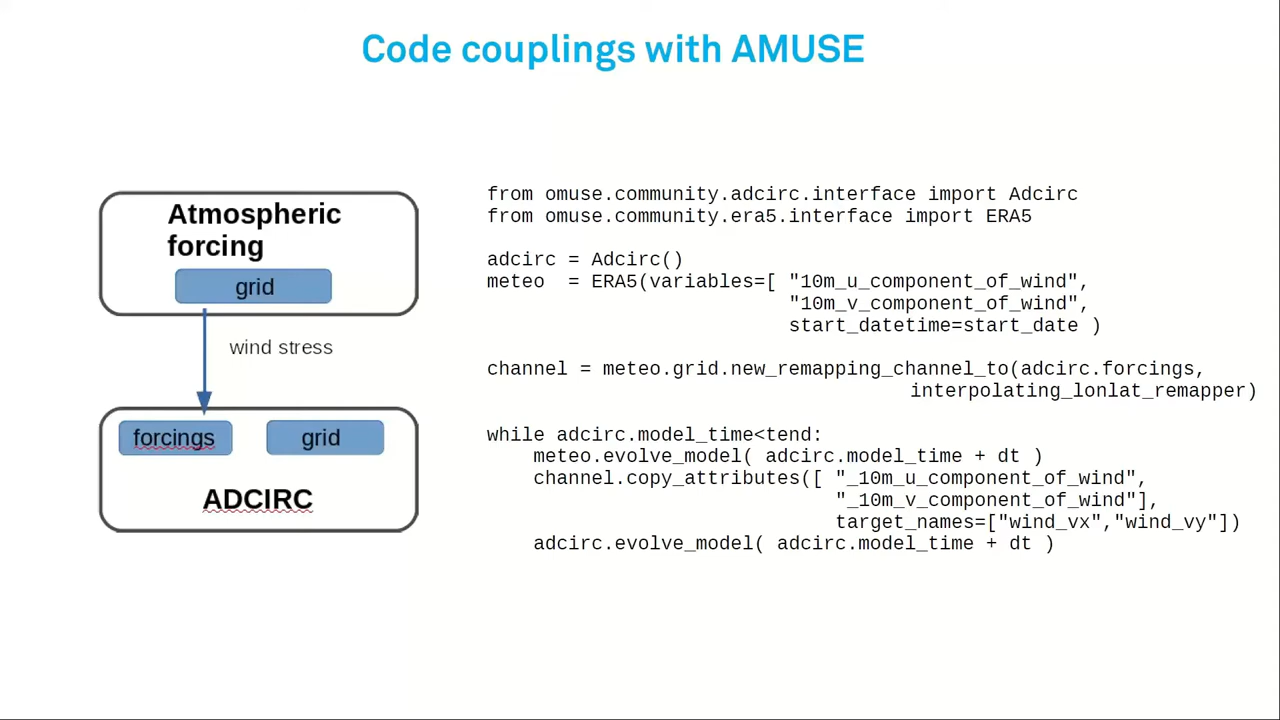 Code couplings with AMUSE
Atmospheric
forcing
grid
wind stress
forcings
grid
ADCIRC
from omuse.community.adcirc.interface import Adcirc
from omuse.community.era5.interface import ERA5
adcirc = Adcirc()
meteo  = ERA5(variables=[ "10m_u_component_of_wind",
"10m_v_component_of_wind",
start_datetime=start_date )
channel = meteo.grid.new_remapping_channel_to(adcirc.forcings,
interpolating_lonlat_remapper)
while adcirc.model_time<tend:
meteo.evolve_model( adcirc.model_time + dt )
channel.copy_attributes([ "_10m_u_component_of_wind",
"_10m_v_component_of_wind"],
target_names=["wind_vx","wind_vy"])
adcirc.evolve_model( adcirc.model_time + dt )